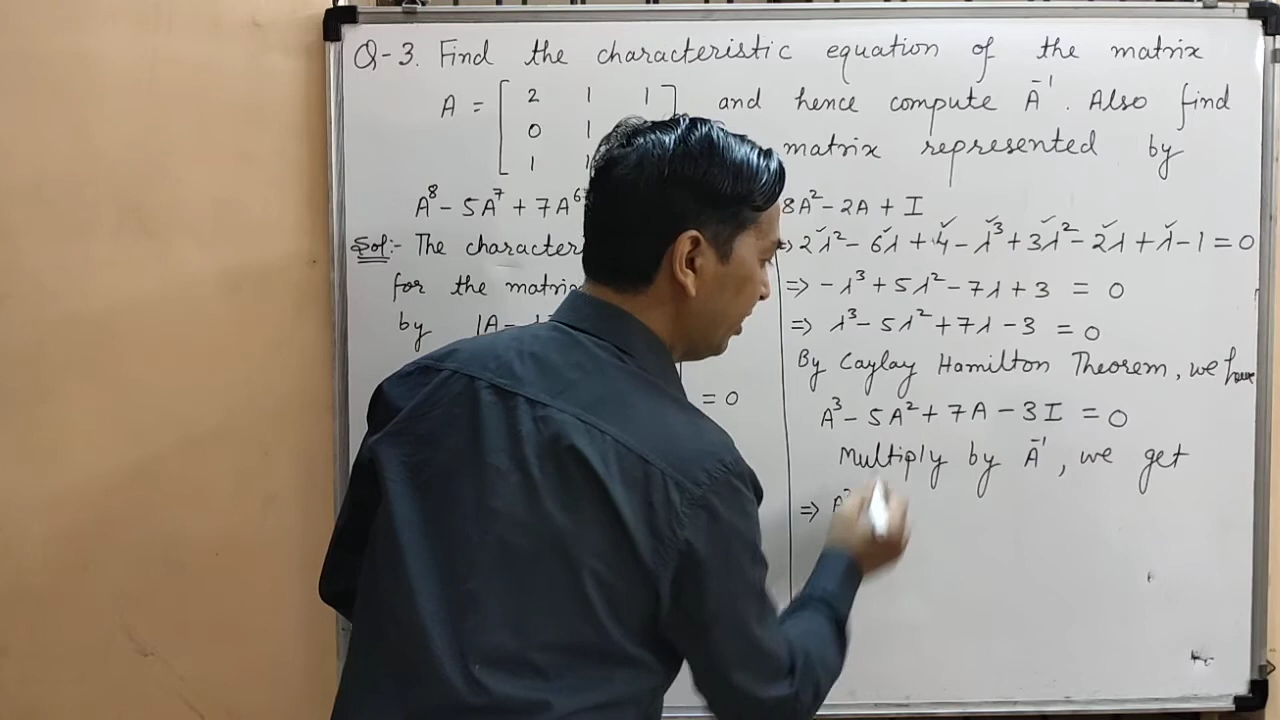 Q-3. Find the characteristic equation of the matrix
A = [ 2 1 1 ] and hence compute A⁻¹. Also find
0 1
1 1
matrix represented by
A⁸ - 5A⁷ + 7A⁶
8A² - 2A + I
Sol:- The character
for the matrix
by |A - λ
= 0
⇒ 2λ² - 6λ + 4 - λ³ + 3λ² - 2λ + λ - 1 = 0
⇒ -λ³ + 5λ² - 7λ + 3 = 0
⇒ λ³ - 5λ² + 7λ - 3 = 0
By Caylay Hamilton Theorem, we have
A³ - 5A² + 7A - 3I = 0
Multiply by A⁻¹, we get
⇒ A²